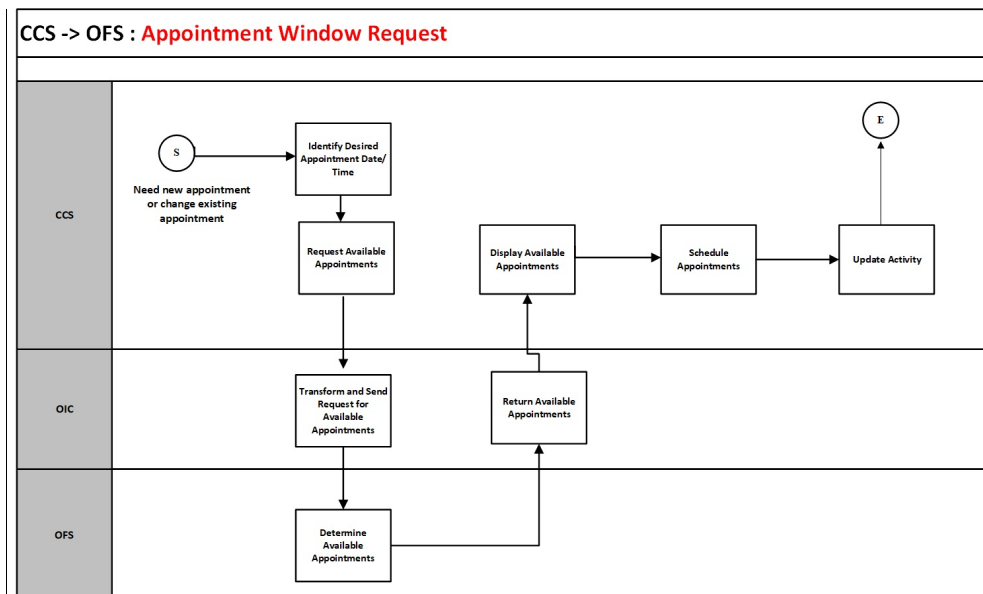 CCS -> OFS : Appointment Window Request
CCS
S
Need new appointment
or change existing
appointment
Identify Desired
Appointment Date/
Time
Request Available
Appointments
Display Available
Appointments
Schedule
Appointments
Update Activity
E
OIC
Transform and Send
Request for
Available
Appointments
Return Available
Appointments
OFS
Determine
Available
Appointments